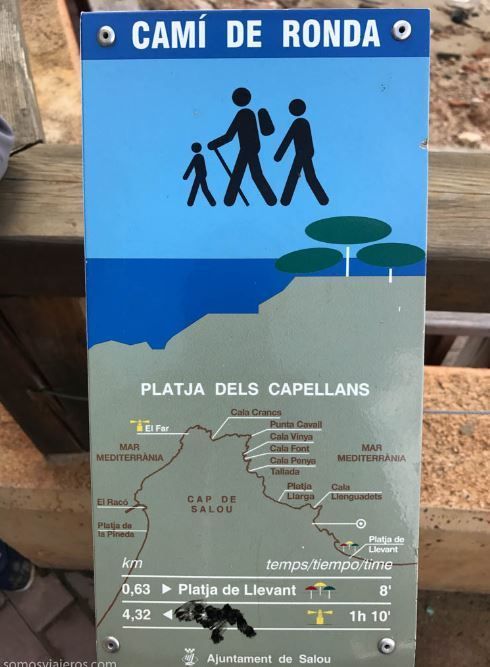 CAMÍ DE RONDA
PLATJA DELS CAPELLANS
Cala Crancs
El Far
Punta Cavall
MAR
MEDITERRÀNIA
Cala Vinya
Cala Font
Cala Penya
Tallada
MAR
MEDITERRÀNIA
CAP DE
SALOU
Platja
Llarga
Cala
Llenguadets
El Racó
Platja de
la Pineda
Platja de
Llevant
km temps/tiempo/time
0,63 ► Platja de Llevant 8'
4,32 ◄ 1h 10'
Ajuntament de Salou
somosviajeros.com